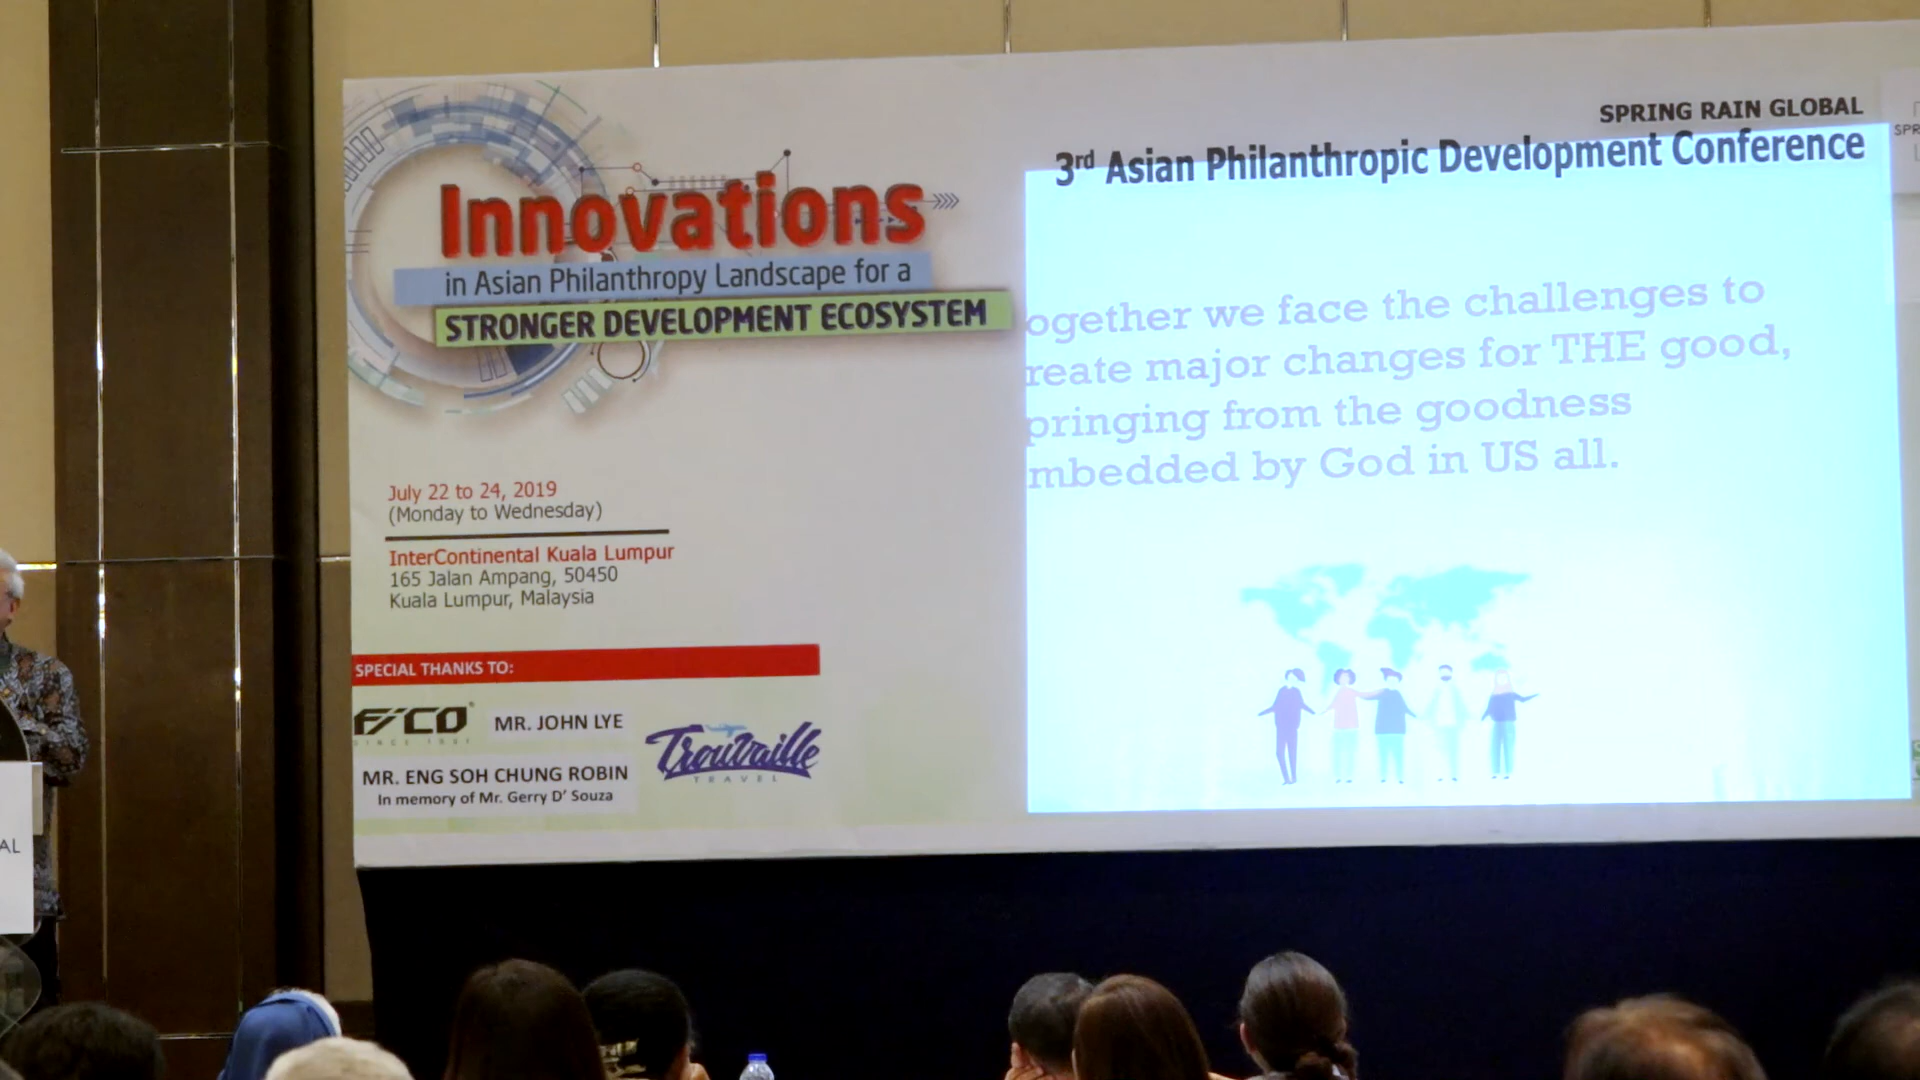 Innovations
in Asian Philanthropy Landscape for a
STRONGER DEVELOPMENT ECOSYSTEM
July 22 to 24, 2019
(Monday to Wednesday)
InterContinental Kuala Lumpur
165 Jalan Ampang, 50450
Kuala Lumpur, Malaysia
SPECIAL THANKS TO:
FiCO
MR. JOHN LYE
MR. ENG SOH CHUNG ROBIN
In memory of Mr. Gerry D' Souza
Trouvaille
TRAVEL
SPRING RAIN GLOBAL
3rd Asian Philanthropic Development Conference
ogether we face the challenges to
reate major changes for THE good,
pringing from the goodness
mbedded by God in US all.
SPR
AL